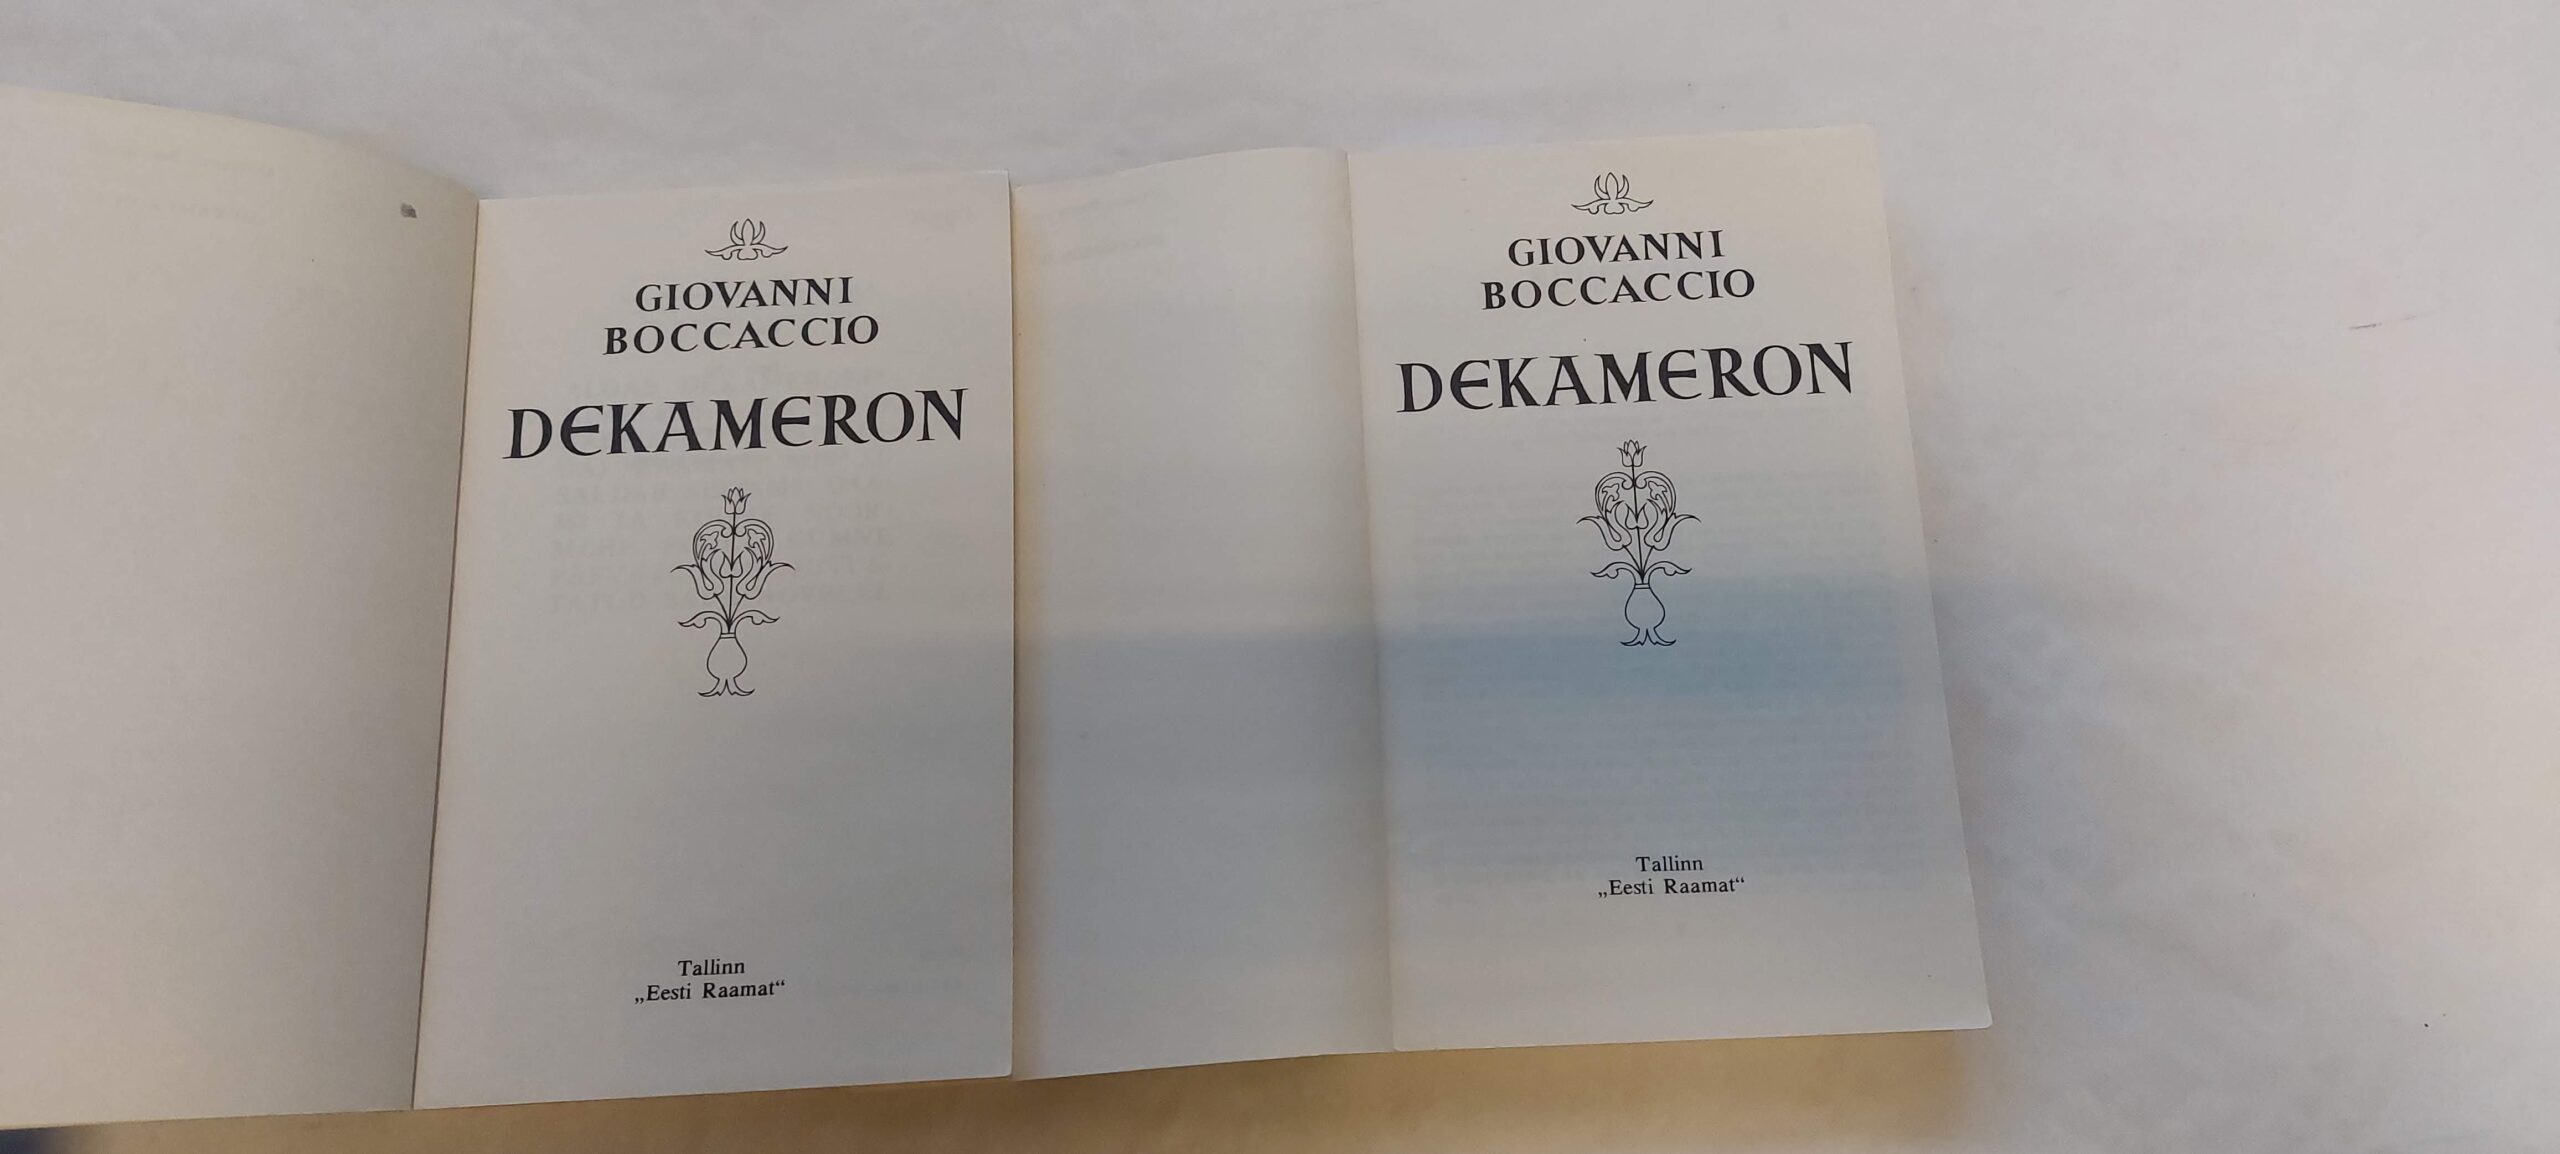 GIOVANNI
BOCCACCIO
DEKAMERON
Tallinn
„Eesti Raamat“
GIOVANNI
BOCCACCIO
DEKAMERON
Tallinn
„Eesti Raamat“